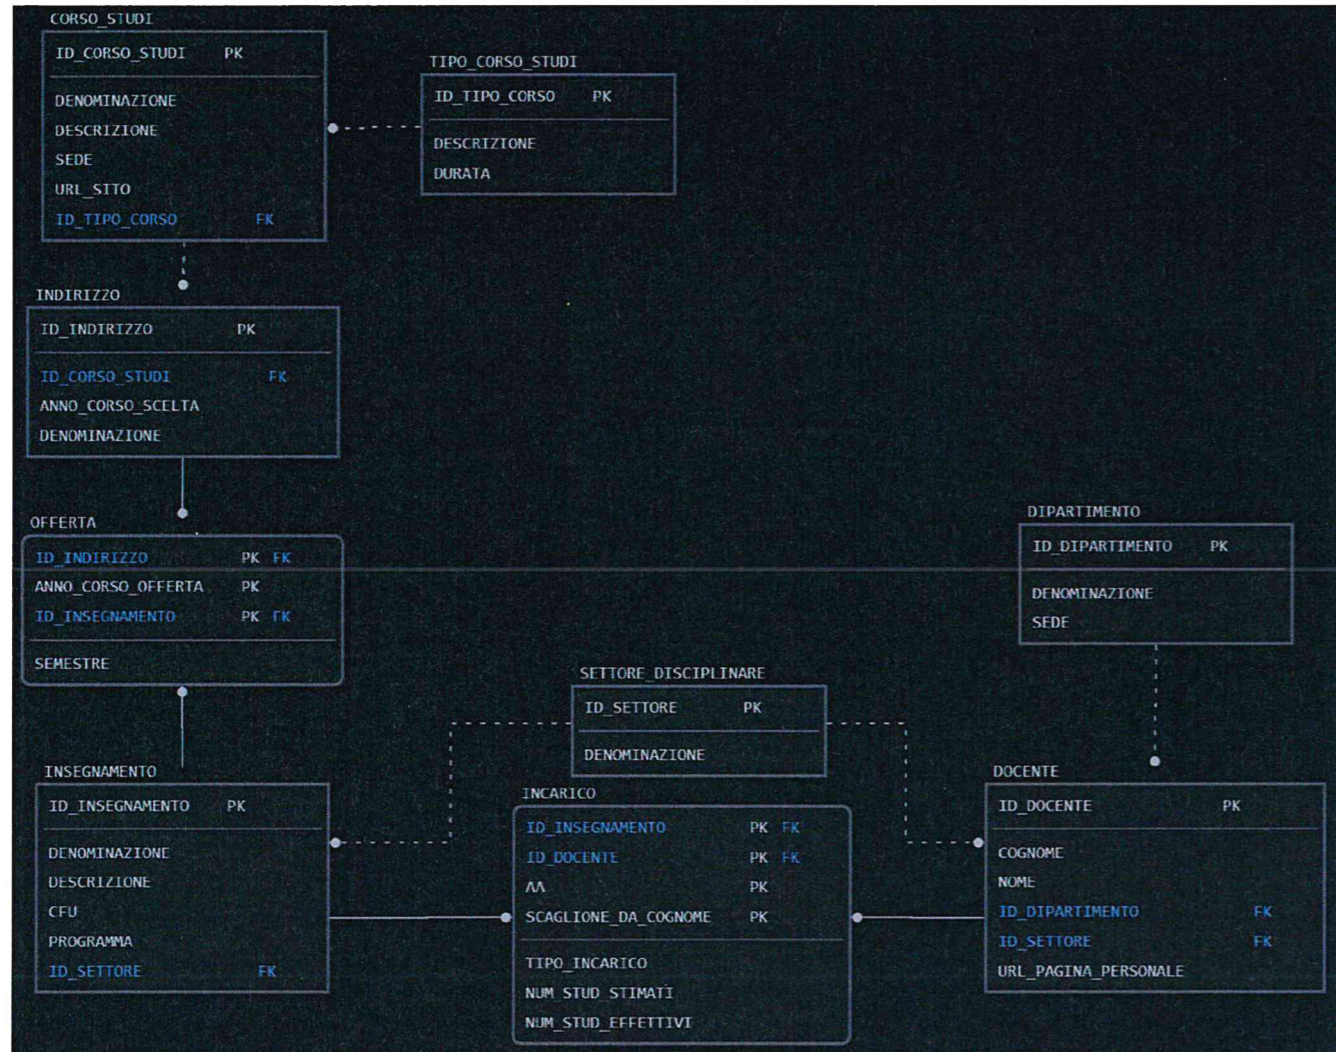 CORSO_STUDI
ID_CORSO_STUDI PK
DENOMINAZIONE
DESCRIZIONE
SEDE
URL_SITO
ID_TIPO_CORSO FK
TIPO_CORSO_STUDI
ID_TIPO_CORSO PK
DESCRIZIONE
DURATA
INDIRIZZO
ID_INDIRIZZO PK
ID_CORSO_STUDI FK
ANNO_CORSO_SCELTA
DENOMINAZIONE
OFFERTA
ID_INDIRIZZO PK FK
ANNO_CORSO_OFFERTA PK
ID_INSEGNAMENTO PK FK
SEMESTRE
DIPARTIMENTO
ID_DIPARTIMENTO PK
DENOMINAZIONE
SEDE
SETTORE_DISCIPLINARE
ID_SETTORE PK
DENOMINAZIONE
INSEGNAMENTO
ID_INSEGNAMENTO PK
DENOMINAZIONE
DESCRIZIONE
CFU
PROGRAMMA
ID_SETTORE FK
INCARICO
ID_INSEGNAMENTO PK FK
ID_DOCENTE PK FK
AA PK
SCAGLIONE_DA_COGNOME PK
TIPO_INCARICO
NUM_STUD_STIMATI
NUM_STUD_EFFETTIVI
DOCENTE
ID_DOCENTE PK
COGNOME
NOME
ID_DIPARTIMENTO FK
ID_SETTORE FK
URL_PAGINA_PERSONALE